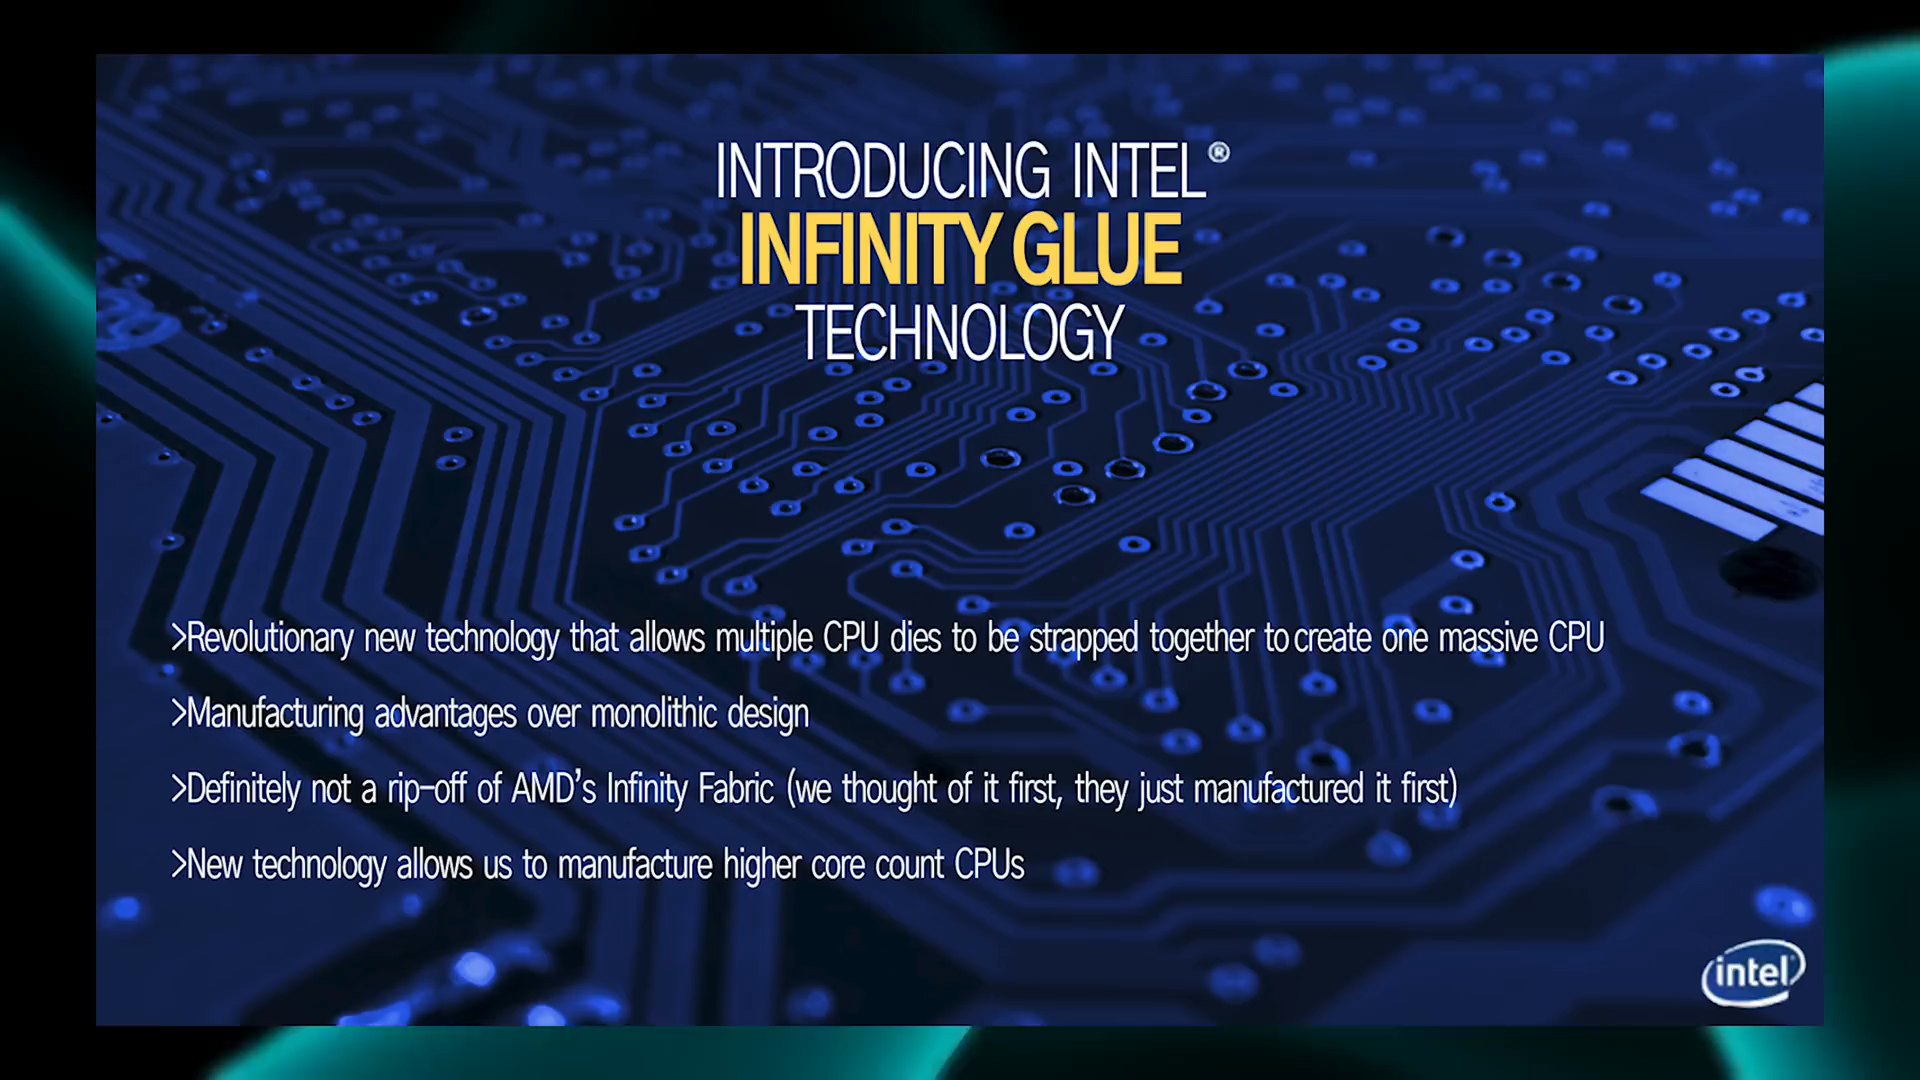 INTRODUCING INTEL®
INFINITY GLUE
TECHNOLOGY
>Revolutionary new technology that allows multiple CPU dies to be strapped together to create one massive CPU
>Manufacturing advantages over monolithic design
>Definitely not a rip-off of AMD's Infinity Fabric (we thought of it first, they just manufactured it first)
>New technology allows us to manufacture higher core count CPUs
intel